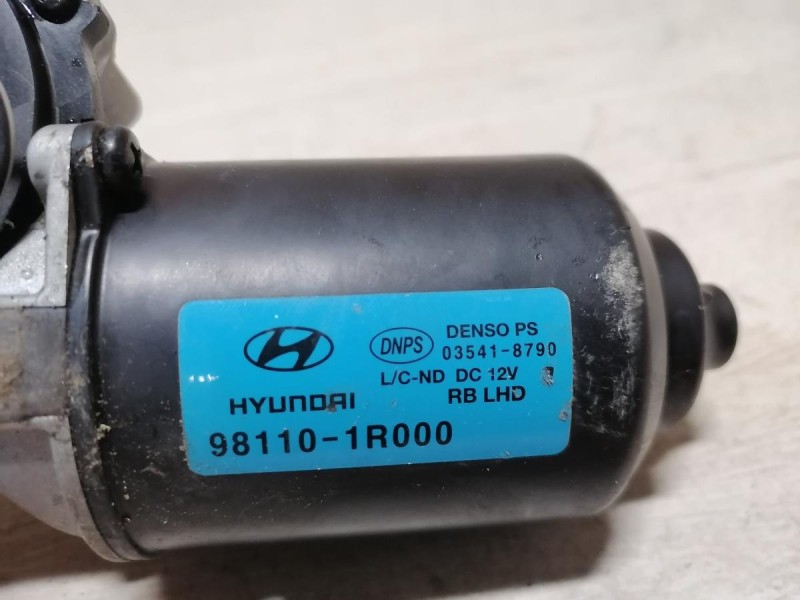 HYUNDAI
98110-1R000
DNPS
DENSO PS
03541-8790
L/C-ND DC 12V
RB LHD